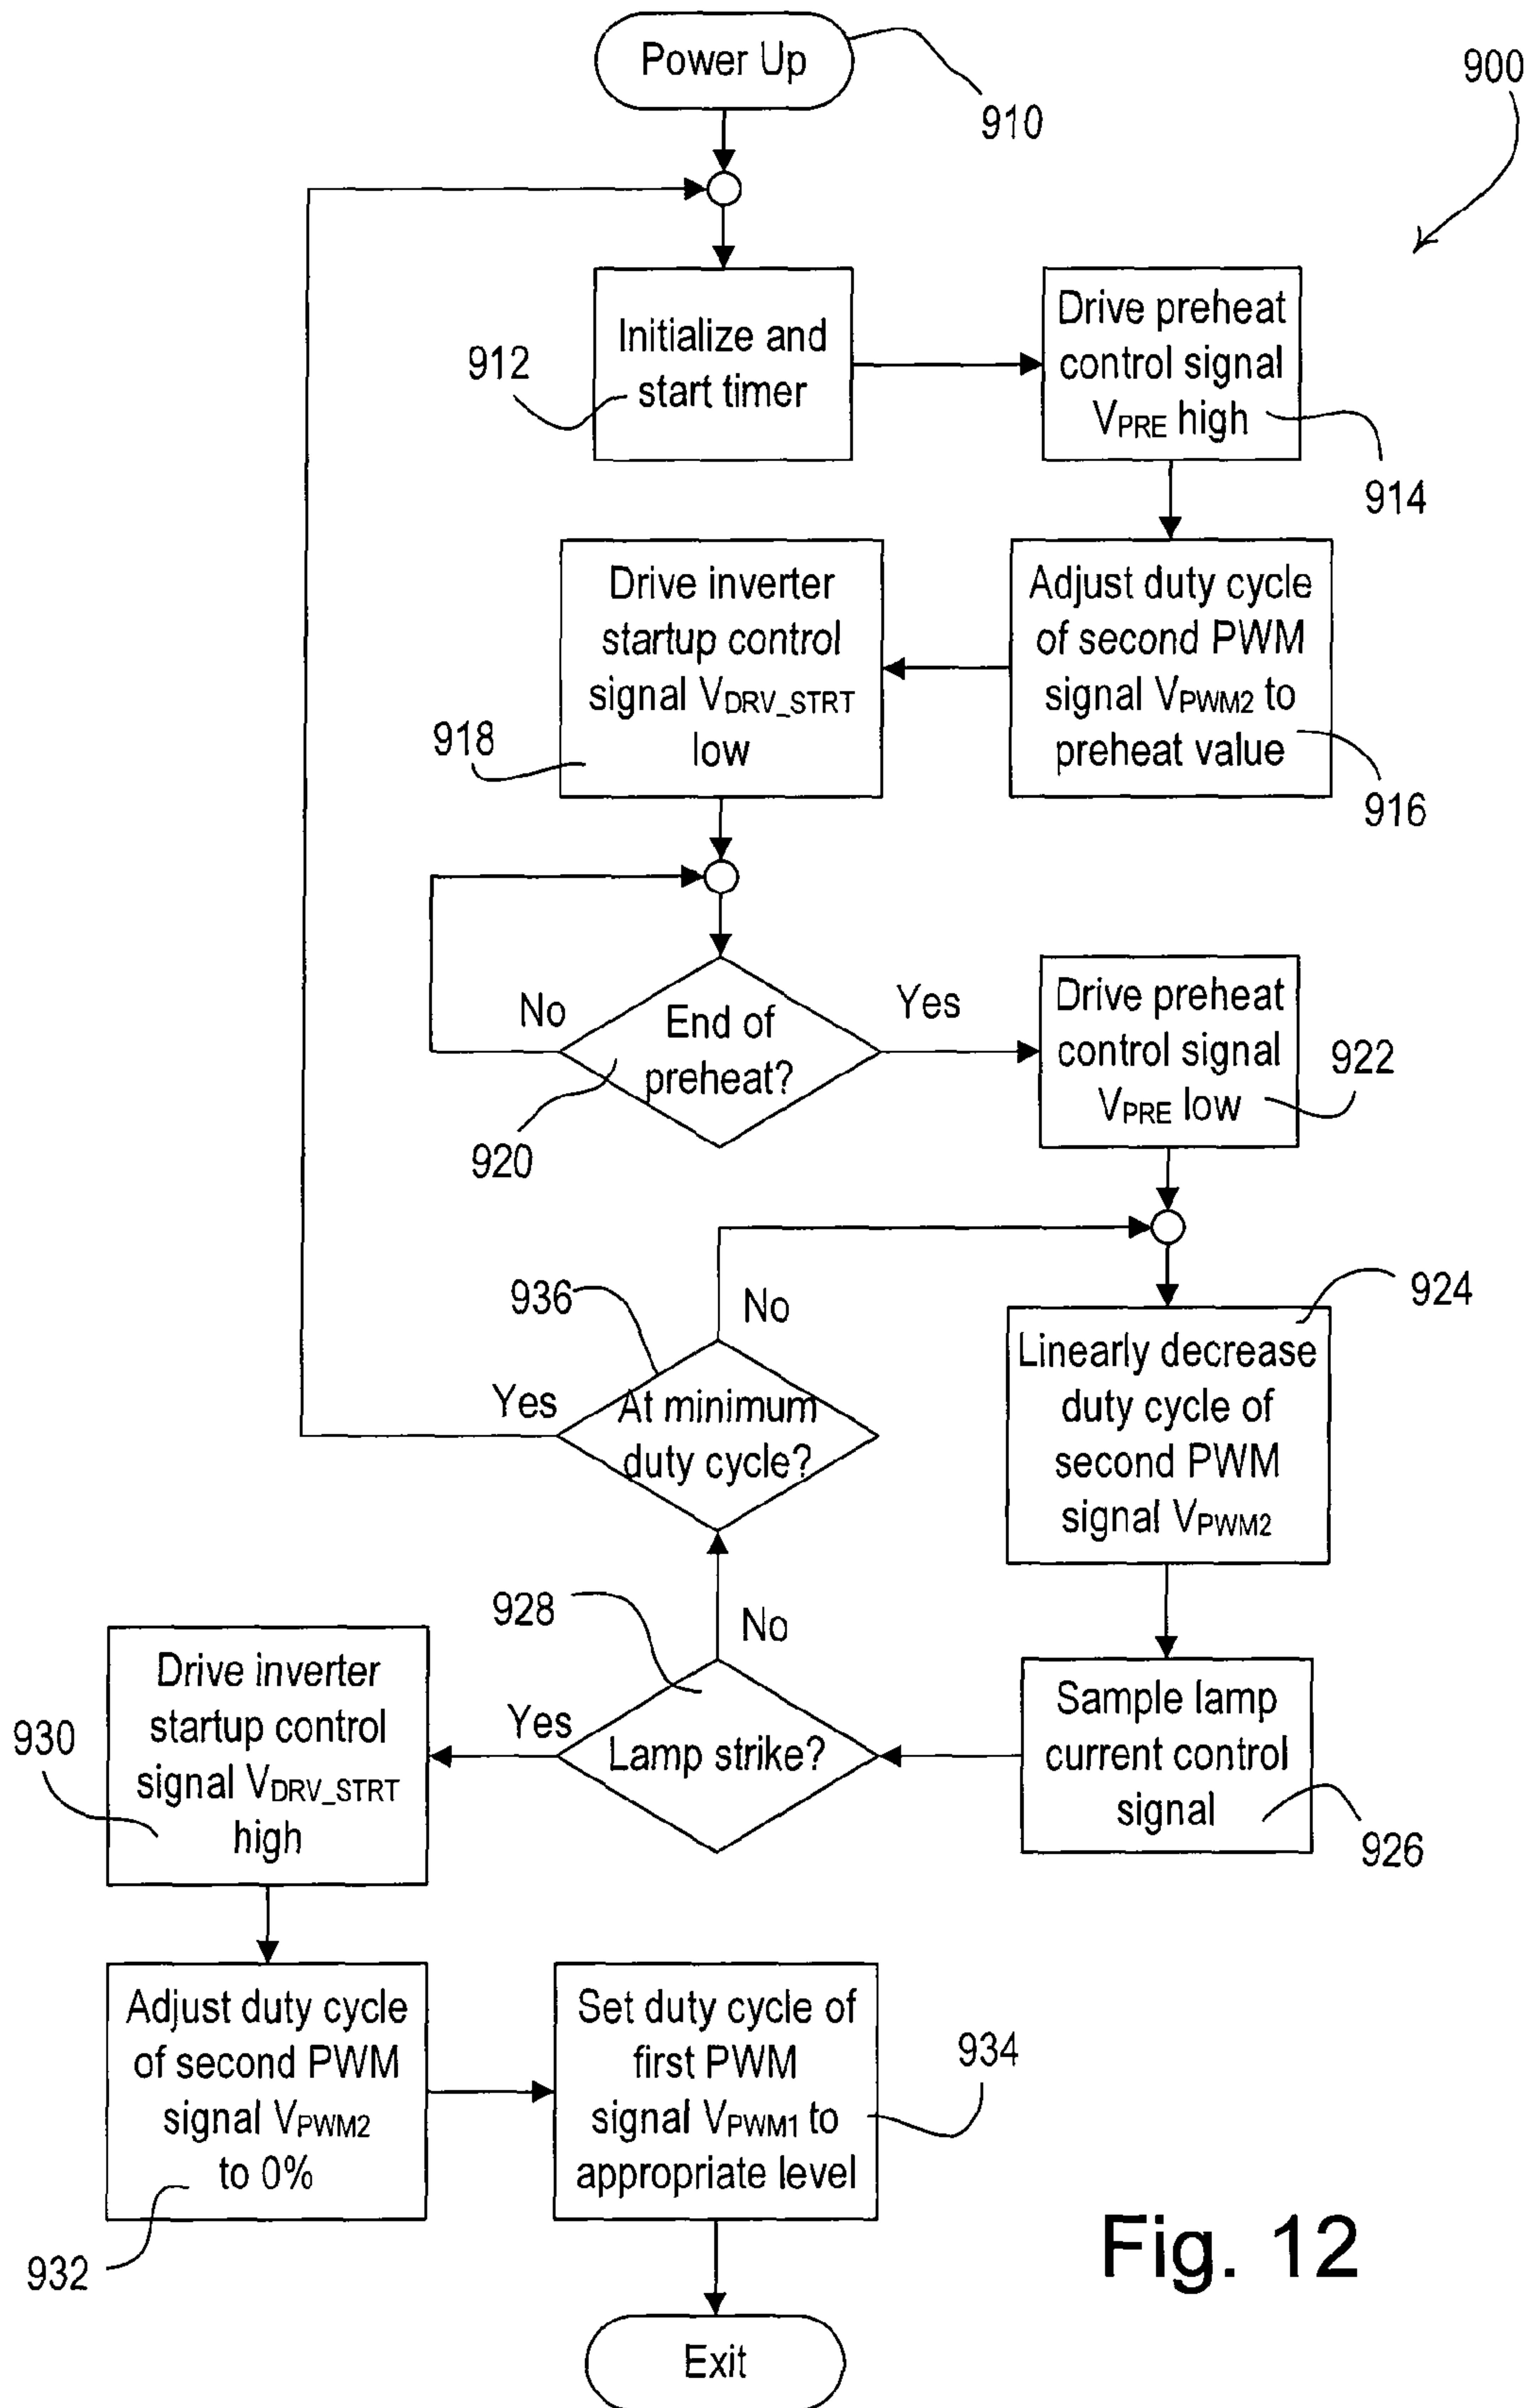 Power Up
910
900
Initialize and
start timer
912
Drive preheat
control signal
VPRE high
914
Adjust duty cycle
of second PWM
signal VPWM2 to
preheat value
916
Drive inverter
startup control
signal VDRV_STRT
low
918
End of
preheat?
No
Yes
920
Drive preheat
control signal
VPRE low
922
Linearly decrease
duty cycle of
second PWM
signal VPWM2
924
Sample lamp
current control
signal
926
Lamp strike?
928
No
Yes
At minimum
duty cycle?
936
No
Yes
Drive inverter
startup control
signal VDRV_STRT
high
930
Adjust duty cycle
of second PWM
signal VPWM2
to 0%
932
Set duty cycle of
first PWM
signal VPWM1 to
appropriate level
934
Exit
Fig. 12